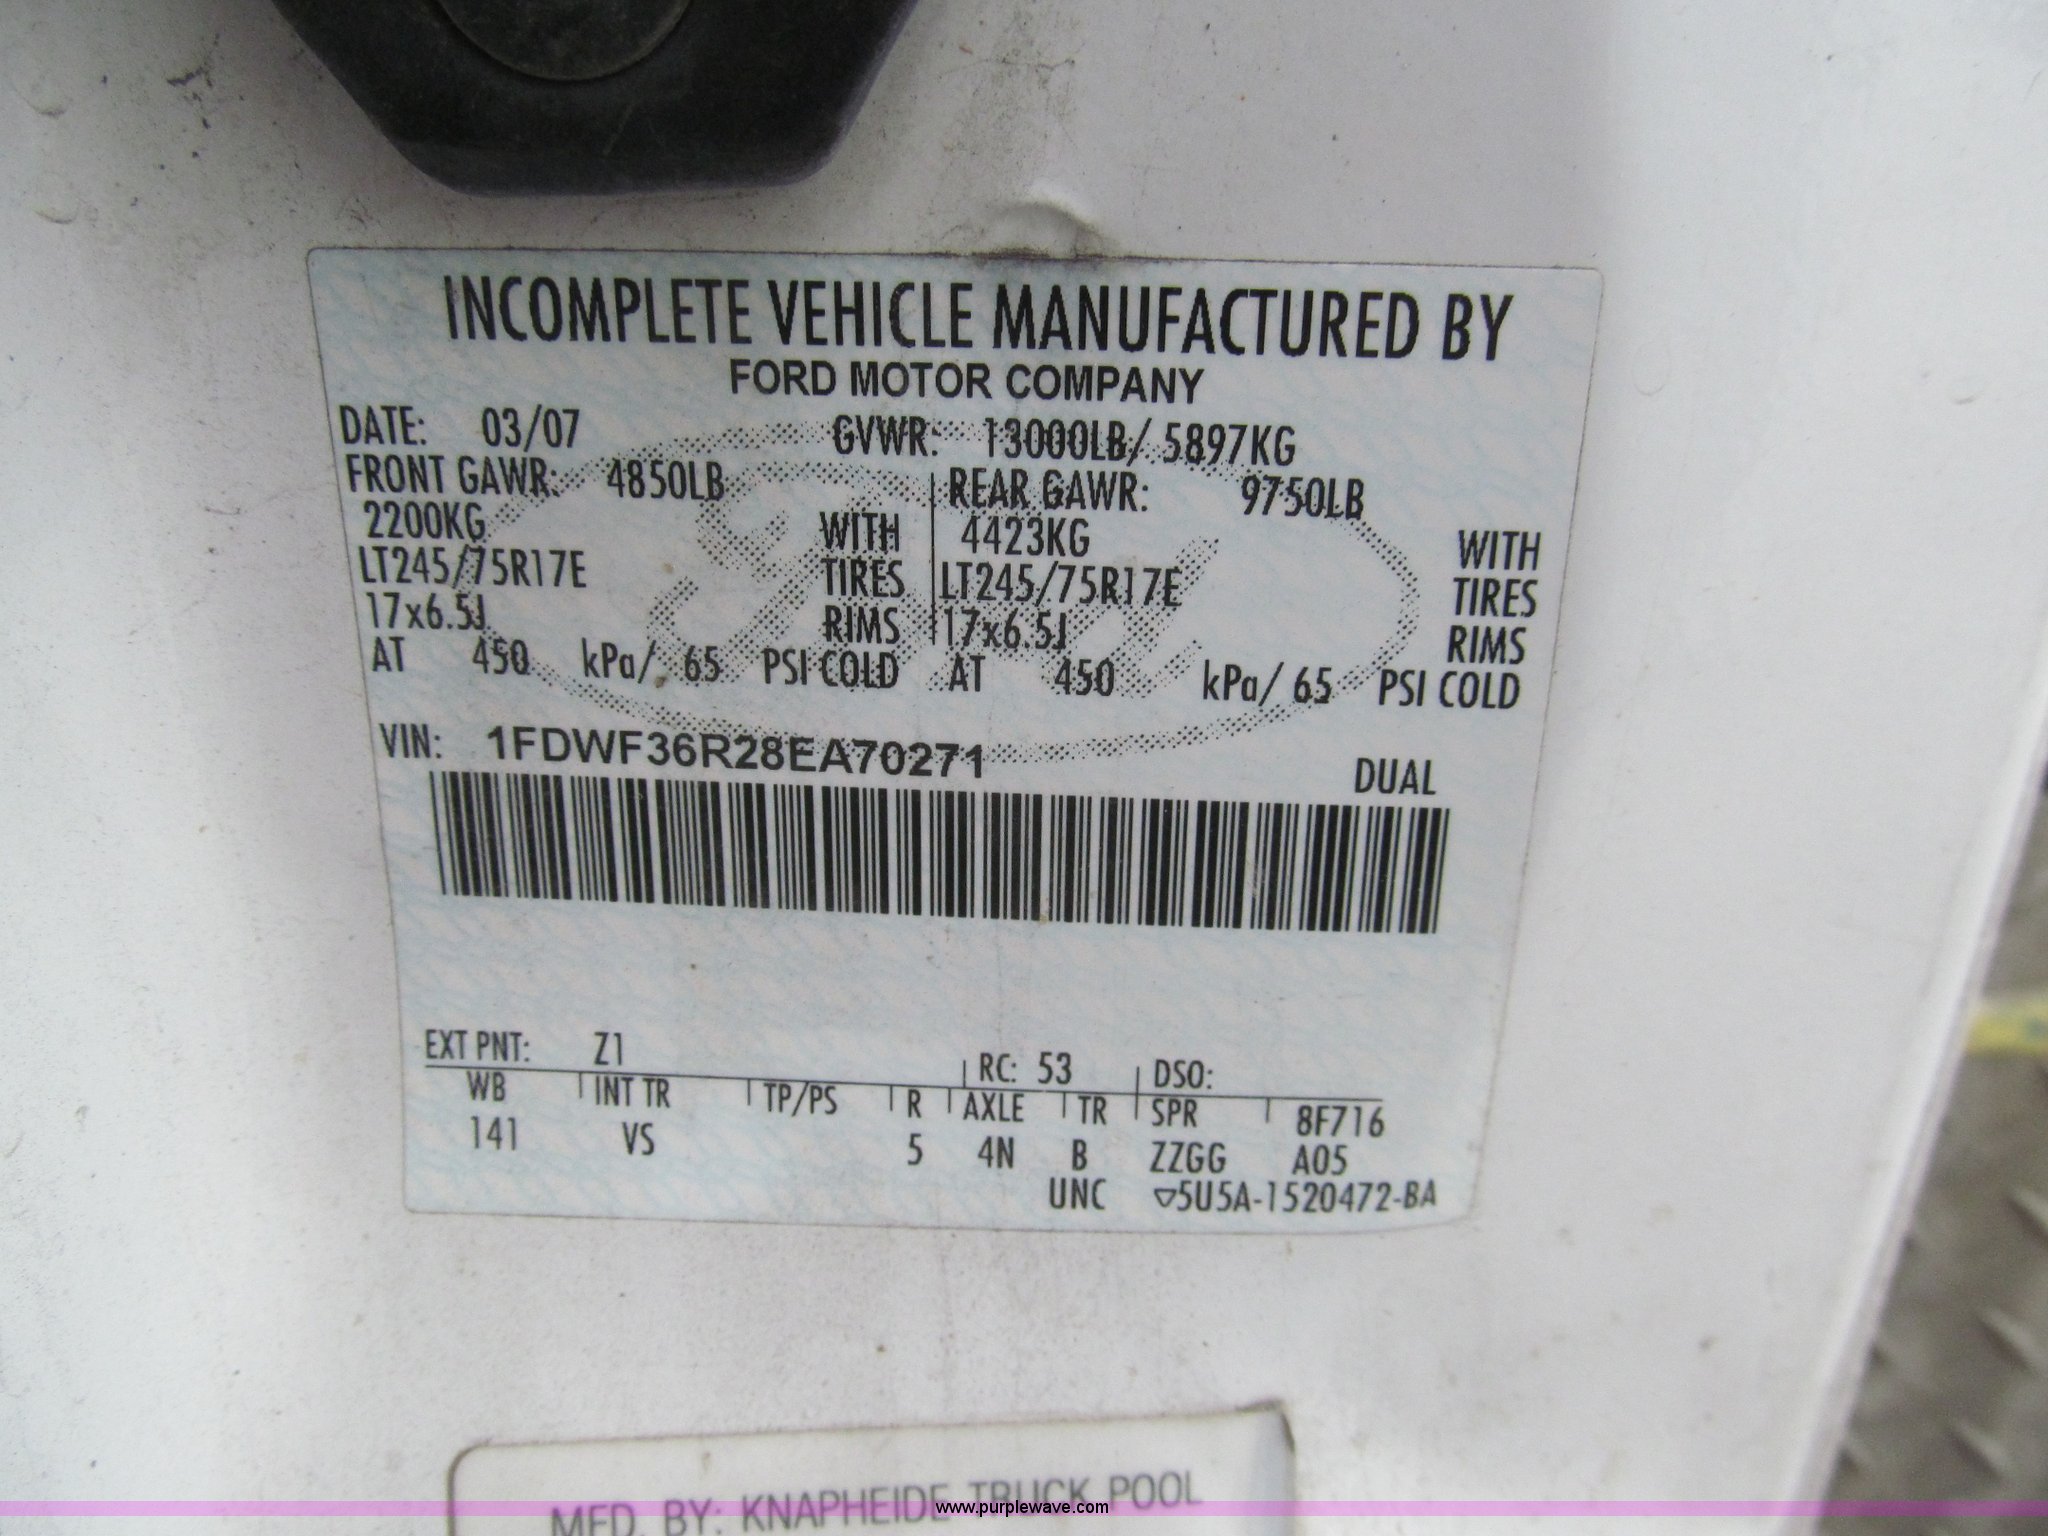 INCOMPLETE VEHICLE MANUFACTURED BY
FORD MOTOR COMPANY
DATE: 03/07 GVWR: 13000LB/ 5897KG
FRONT GAWR: 4850LB REAR GAWR: 9750LB
2200KG WITH 4423KG WITH
LT245/75R17E TIRES LT245/75R17E TIRES
17x6.5J RIMS 17x6.5J RIMS
AT 450 kPa/ 65 PSI COLD AT 450 kPa/ 65 PSI COLD
VIN: 1FDWF36R28EA70271
DUAL
EXT PNT: Z1 RC: 53 DSO:
WB INT TR TP/PS R AXLE TR SPR 8F716
141 VS 5 4N B ZZGG A05
UNC ▽5U5A-1520472-BA
MFD. BY: KNAPHEIDE TRUCK POOL
www.purplewave.com